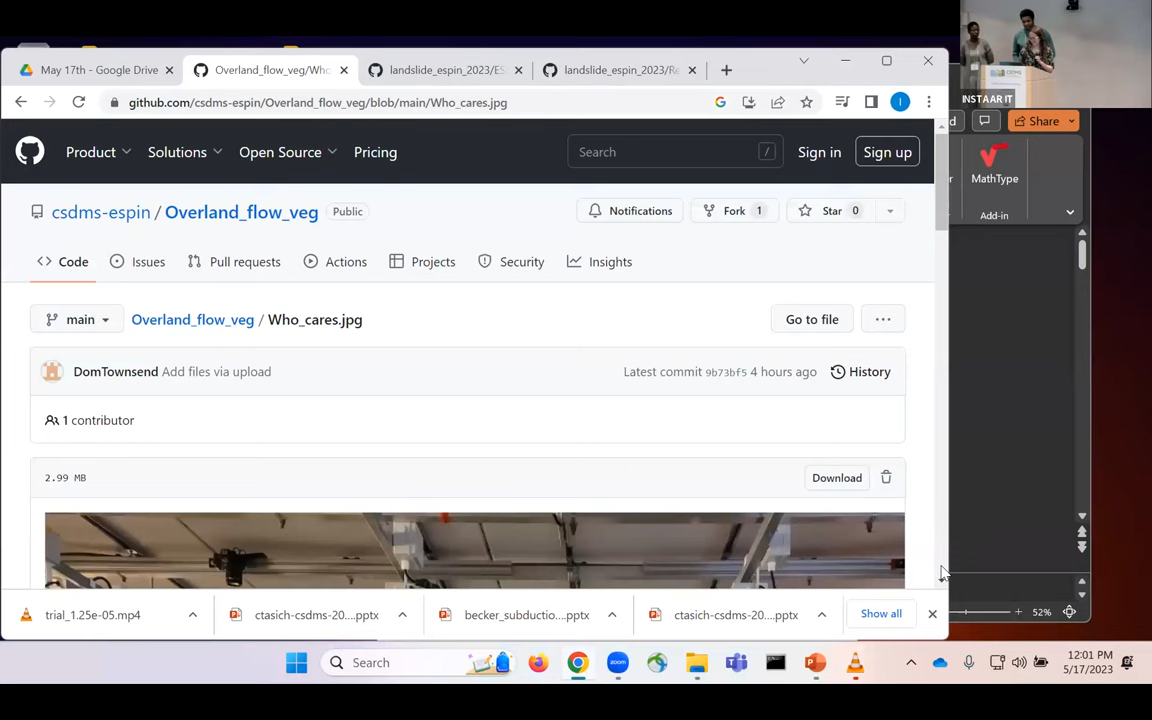 May 17th - Google Drive
Overland_flow_veg/Who
landslide_espin_2023/ES
landslide_espin_2023/Re
github.com/csdms-espin/Overland_flow_veg/blob/main/Who_cares.jpg
I
INSTAAR IT
d
Share
Product
Solutions
Open Source
Pricing
Search
/
Sign in
Sign up
MathType
r
Add-in
csdms-espin / Overland_flow_veg
Public
Notifications
Fork 1
Star 0
Code
Issues
Pull requests
Actions
Projects
Security
Insights
main
Overland_flow_veg / Who_cares.jpg
Go to file
DomTownsend Add files via upload
Latest commit 9b73bf5 4 hours ago
History
1 contributor
2.99 MB
Download
trial_1.25e-05.mp4
ctasich-csdms-20....pptx
becker_subductio....pptx
ctasich-csdms-20....pptx
Show all
52%
Search
zoom
12:01 PM
5/17/2023